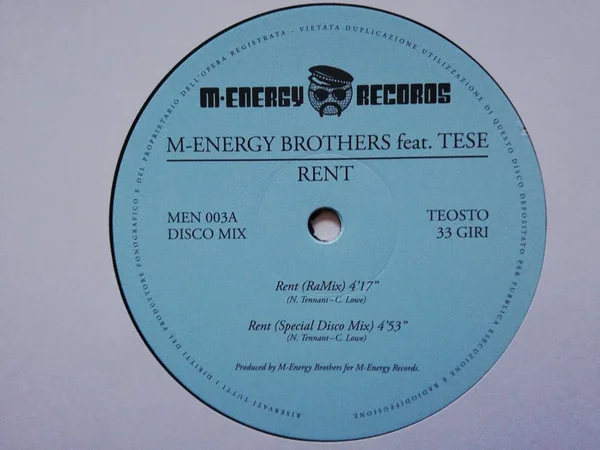 M·ENERGY RECORDS
M-ENERGY BROTHERS feat. TESE
RENT
MEN 003A
DISCO MIX
TEOSTO
33 GIRI
Rent (RaMix) 4'17"
(N. Tennant – C. Lowe)
Rent (Special Disco Mix) 4'53"
(N. Tennant – C. Lowe)
Produced by M-Energy Brothers for M-Energy Records.
RISERVATI TUTTI I DIRITTI DEL PRODUTTORE FONOGRAFICO E DEL PROPRIETARIO DELL'OPERA REGISTRATA - VIETATA DUPLICAZIONE UTILIZZAZIONE DI QUESTO DISCO DEPOSITATO PER PUBBLICA ESECUZIONE E RADIODIFFUSIONE